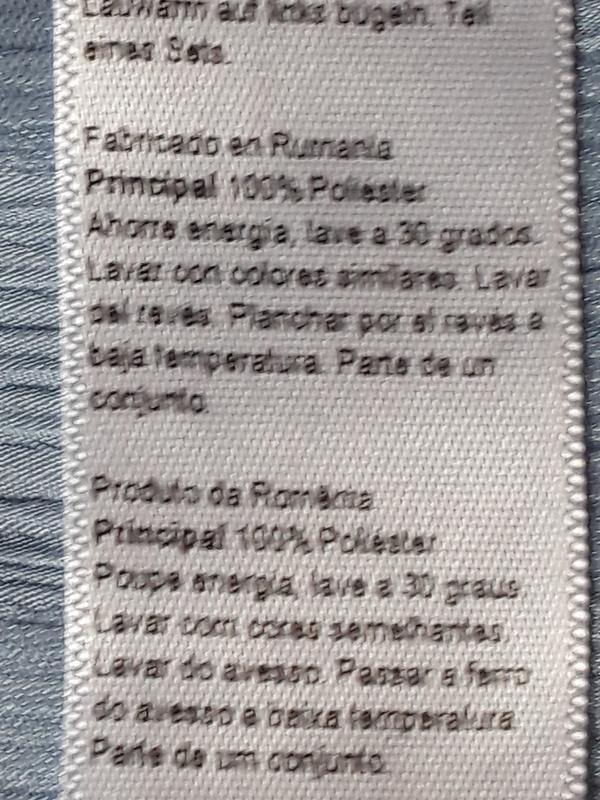 Lauwarm auf links bügeln. Teil
eines Sets.
Fabricado en Rumania
Principal 100% Poliester
Ahorre energía, lave a 30 grados.
Lavar con colores similares. Lavar
del revés. Planchar por el revés a
baja temperatura. Parte de un
conjunto.
Produto da Roménia
Principal 100% Poliéster
Poupe energia, lave a 30 graus.
Lavar com cores semelhantes.
Lavar do avesso. Passar a ferro
do avesso a baixa temperatura.
Parte de um conjunto.